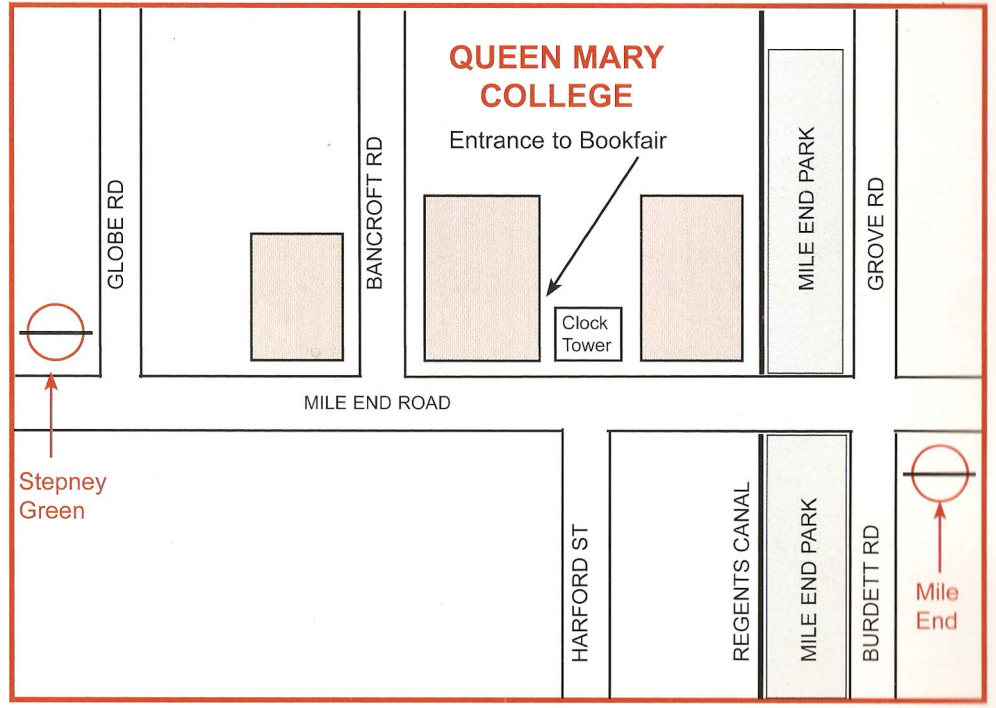 QUEEN MARY
COLLEGE
Entrance to Bookfair
GLOBE RD
BANCROFT RD
MILE END PARK
GROVE RD
Clock
Tower
MILE END ROAD
Stepney
Green
HARFORD ST
REGENTS CANAL
MILE END PARK
BURDETT RD
Mile
End